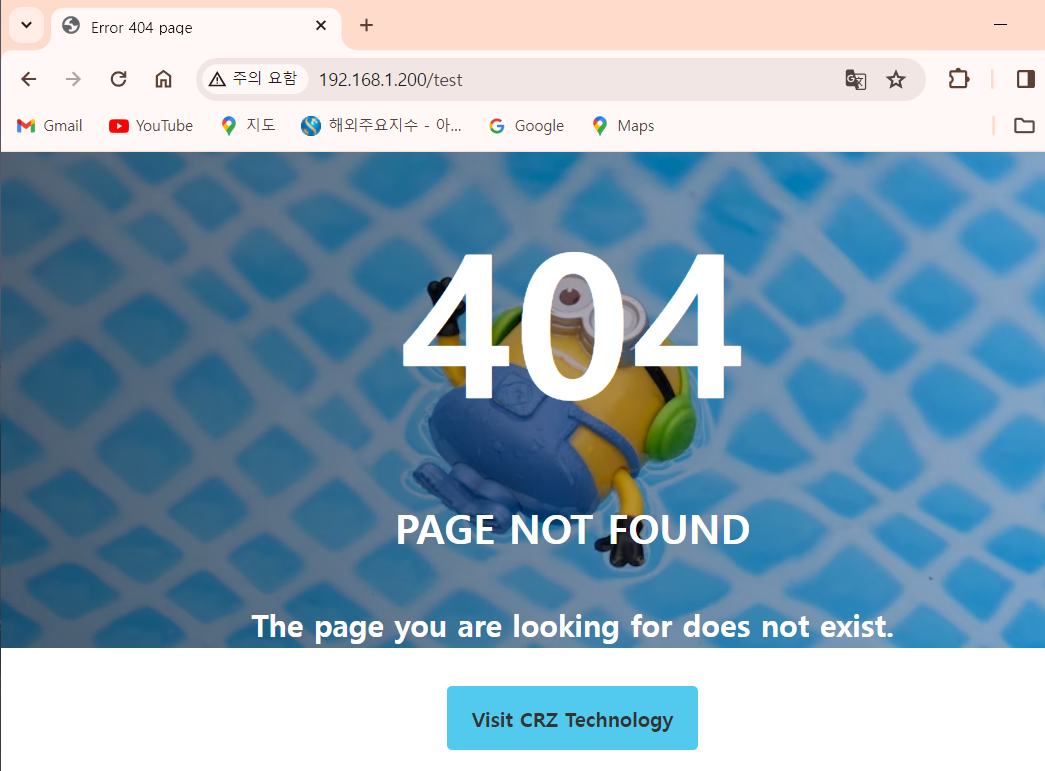 Error 404 page
주의 요함 192.168.1.200/test
Gmail YouTube 지도 해외주요지수 - 아... Google Maps
404
PAGE NOT FOUND
The page you are looking for does not exist.
Visit CRZ Technology